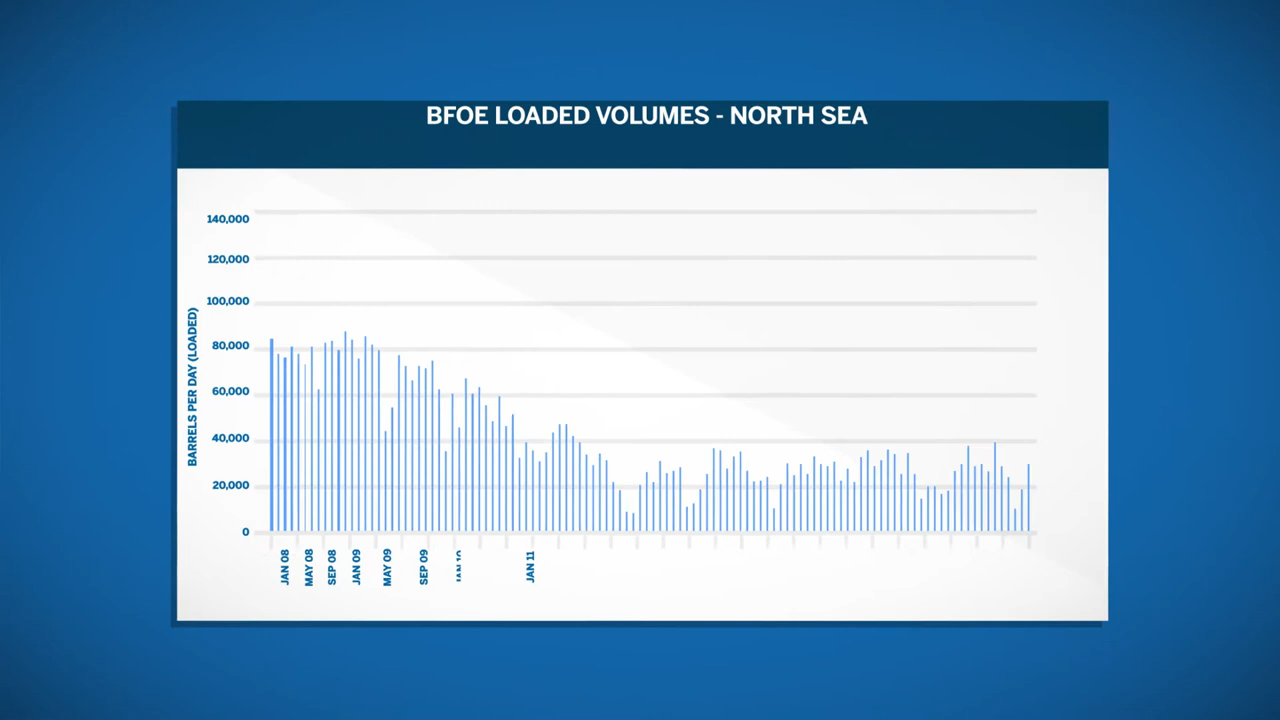 BFOE LOADED VOLUMES - NORTH SEA
BARRELS PER DAY (LOADED)
140,000
120,000
100,000
80,000
60,000
40,000
20,000
0
JAN 08
MAY 08
SEP 08
JAN 09
MAY 09
SEP 09
JAN 11